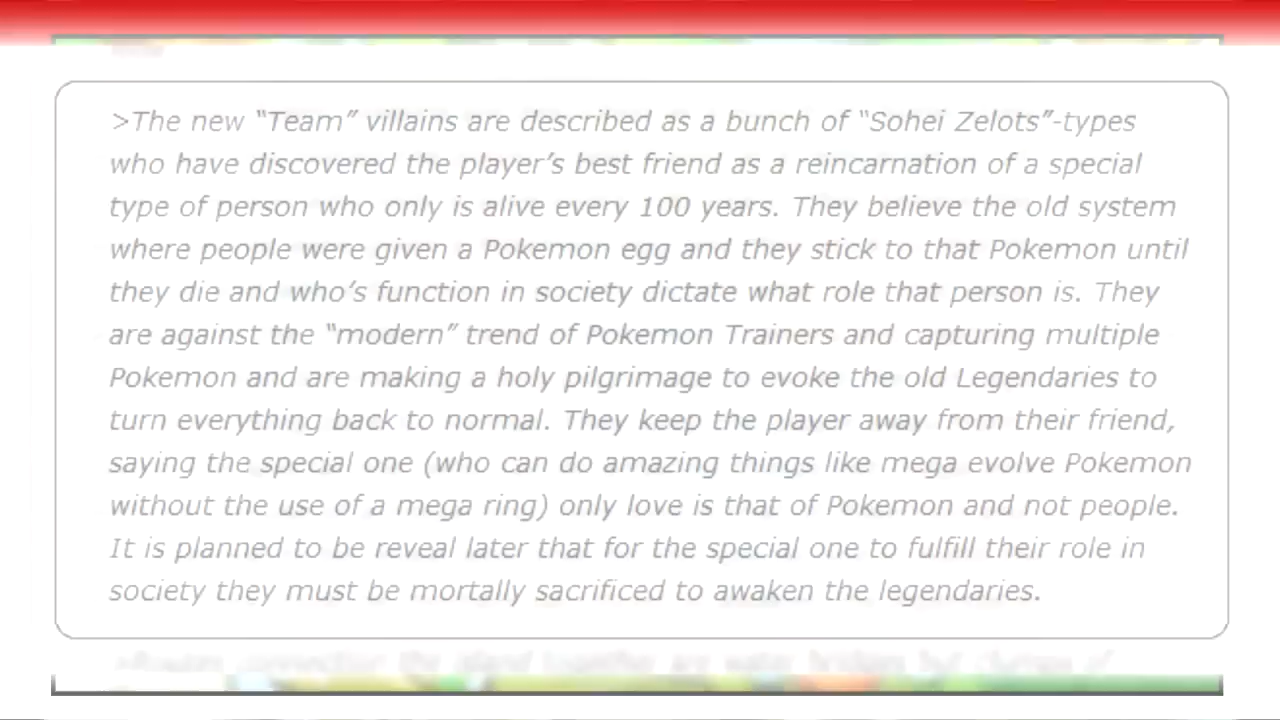 >The new “Team” villains are described as a bunch of “Sohei Zelots”-types
who have discovered the player’s best friend as a reincarnation of a special
type of person who only is alive every 100 years. They believe the old system
where people were given a Pokemon egg and they stick to that Pokemon until
they die and who’s function in society dictate what role that person is. They
are against the “modern” trend of Pokemon Trainers and capturing multiple
Pokemon and are making a holy pilgrimage to evoke the old Legendaries to
turn everything back to normal. They keep the player away from their friend,
saying the special one (who can do amazing things like mega evolve Pokemon
without the use of a mega ring) only love is that of Pokemon and not people.
It is planned to be reveal later that for the special one to fulfill their role in
society they must be mortally sacrificed to awaken the legendaries.